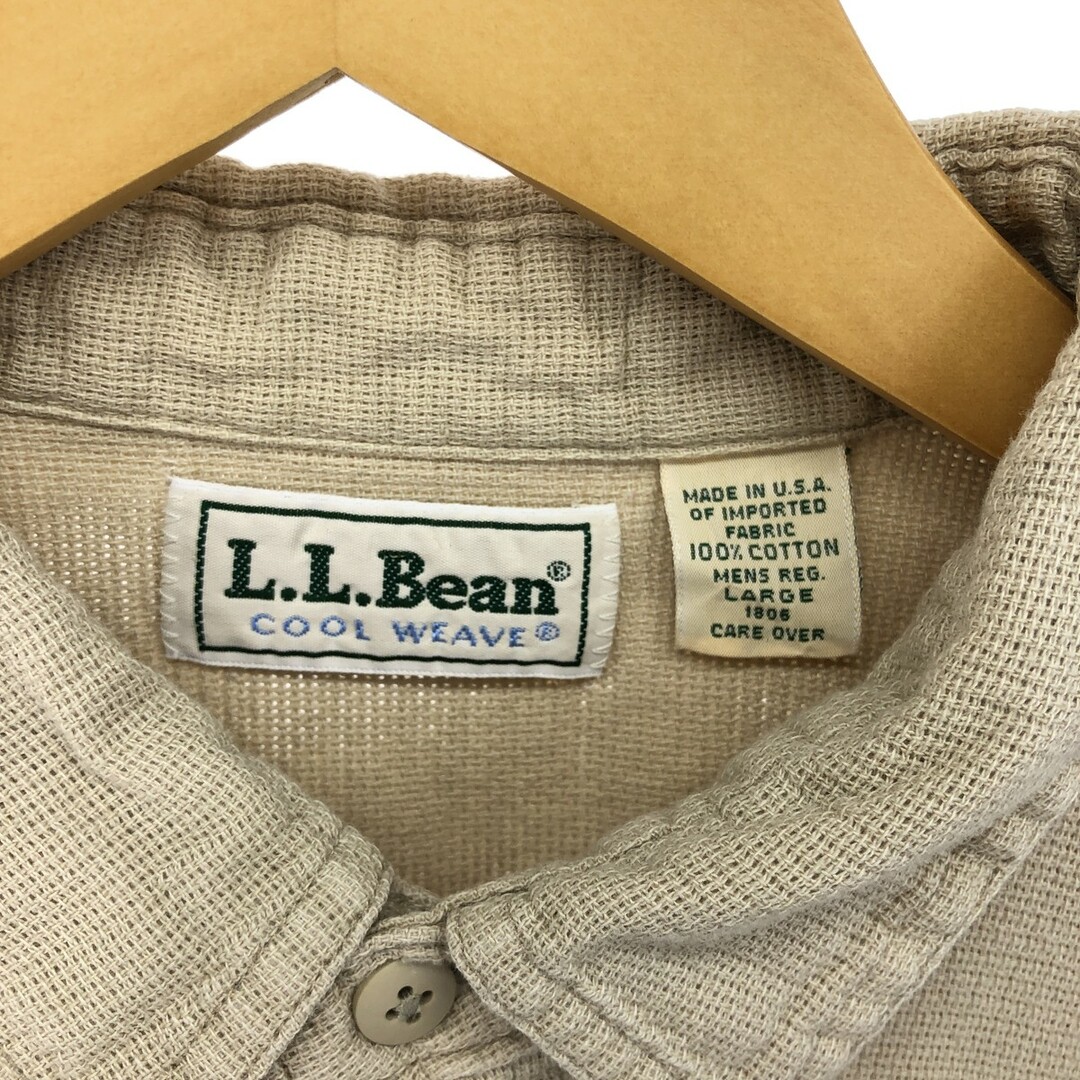 L.L.Bean®
COOL WEAVE®
MADE IN U.S.A.
OF IMPORTED
FABRIC
100% COTTON
MENS REG.
LARGE
1806
CARE OVER